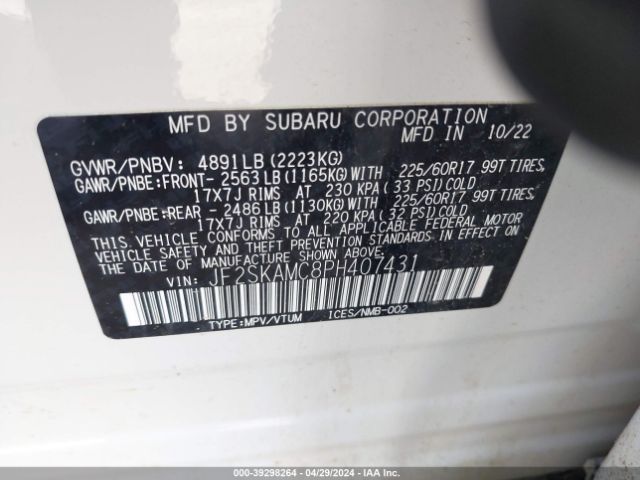 MFD BY SUBARU CORPORATION
MFD IN 10/22
GVWR/PNBV: 4891LB (2223KG)
GAWR/PNBE:FRONT- 2563LB (1165KG) WITH 225/60R17 99T TIRES,
17X7J RIMS AT 230 KPA (33 PSI) COLD
GAWR/PNBE:REAR - 2486LB (1130KG) WITH 225/60R17 99T TIRES,
17X7J RIMS AT 220 KPA (32 PSI) COLD
THIS VEHICLE CONFORMS TO ALL APPLICABLE FEDERAL MOTOR
VEHICLE SAFETY AND THEFT PREVENTION STANDARDS IN EFFECT ON
THE DATE OF MANUFACTURE SHOWN ABOVE.
VIN: JF2SKAMC8PH407431
TYPE:MPV/VTUM ICES/NMB-002
000-39298264 - 04/29/2024 - IAAI.COM